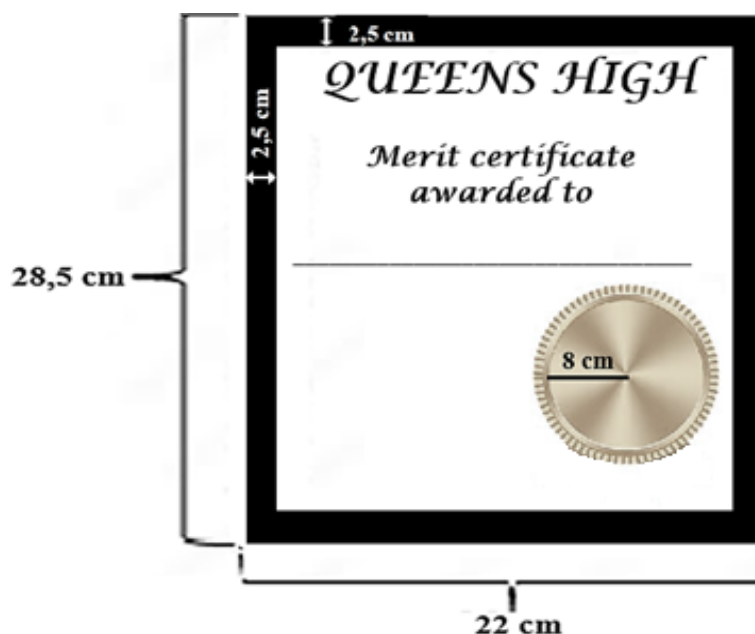 2,5 cm
QUEENS HIGH
2,5 cm
Merit certificate
awarded to
28,5 cm
8 cm
22 cm